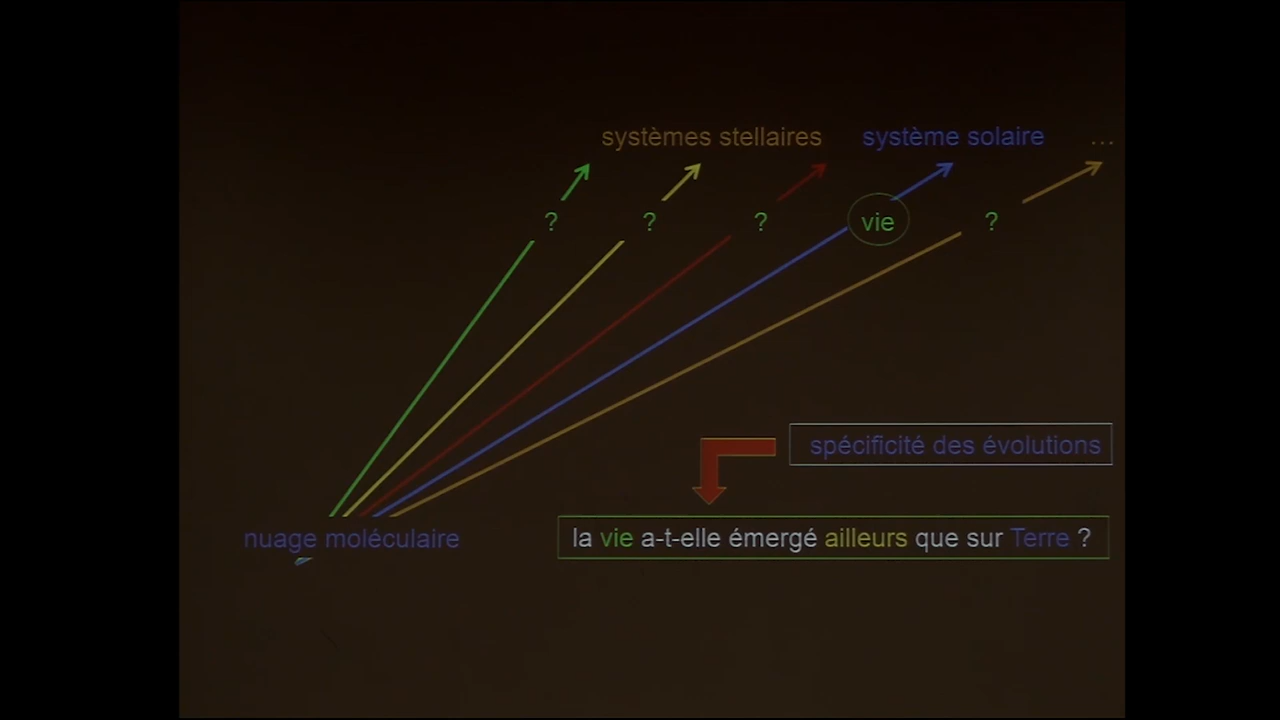 systèmes stellaires système solaire ...
? ? ? vie ?
spécificité des évolutions
nuage moléculaire
la vie a-t-elle émergé ailleurs que sur Terre ?